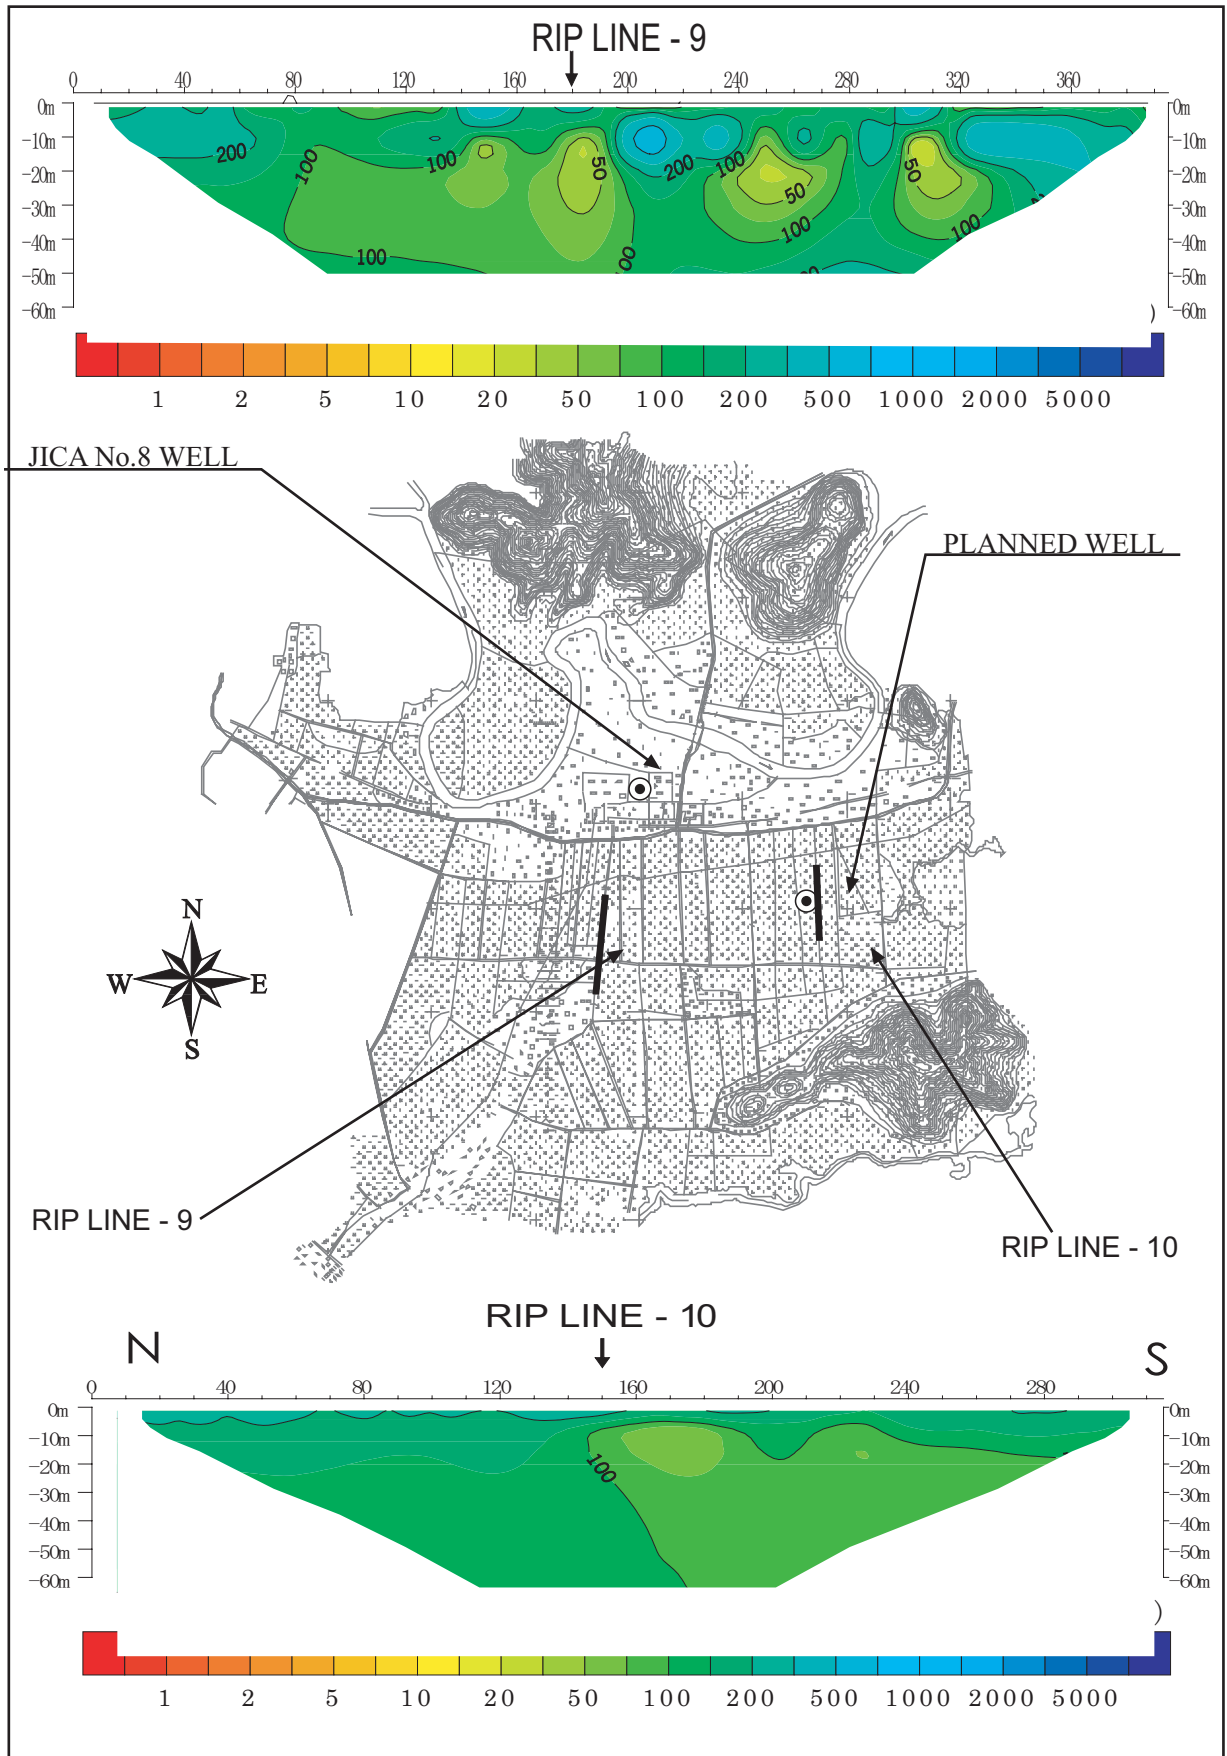 RIP LINE - 9
0 40 80 120 160 200 240 280 320 360
0m 0m
-10m -10m
-20m -20m
-30m -30m
-40m -40m
-50m -50m
-60m -60m
200 100 100 50 200 100 50 50 100 100 100
)
1 2 5 10 20 50 100 200 500 1000 2000 5000
JICA No.8 WELL
PLANNED WELL
N
W E
S
RIP LINE - 9
RIP LINE - 10
RIP LINE - 10
N S
0 40 80 120 160 200 240 280
0m 0m
-10m -10m
-20m -20m
-30m -30m
-40m -40m
-50m -50m
-60m -60m
100
)
1 2 5 10 20 50 100 200 500 1000 2000 5000